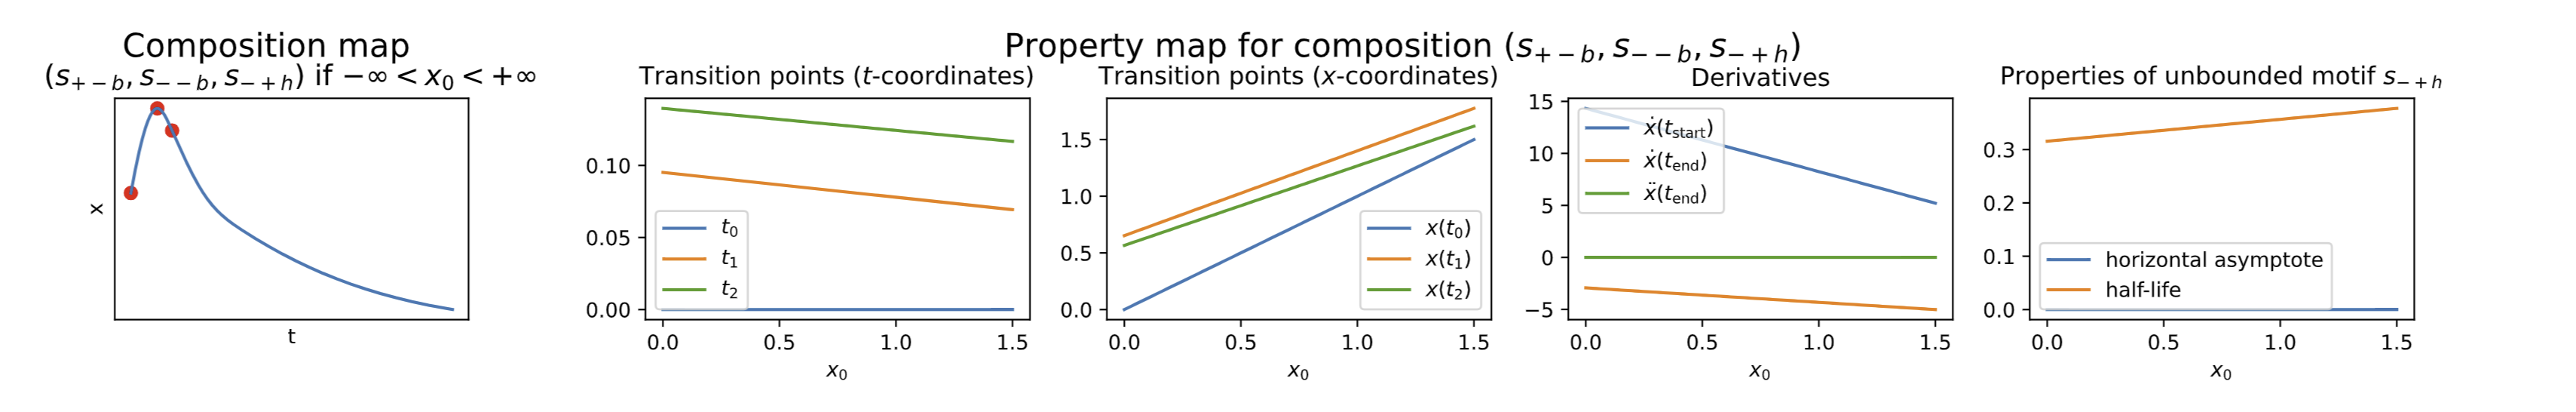 Composition map
(s₊₋b, s₋₋b, s₋₊h) if −∞ < x₀ < +∞
x
t
Property map for composition (s₊₋b, s₋₋b, s₋₊h)
Transition points (t-coordinates)
0.10
0.05
0.00
t₀
t₁
t₂
0.0 0.5 1.0 1.5
x₀
Transition points (x-coordinates)
1.5
1.0
0.5
0.0
x(t₀)
x(t₁)
x(t₂)
0.0 0.5 1.0 1.5
x₀
Derivatives
15
10
5
0
−5
ẋ(t_start)
ẋ(t_end)
ẍ(t_end)
0.0 0.5 1.0 1.5
x₀
Properties of unbounded motif s₋₊h
0.3
0.2
0.1
0.0
horizontal asymptote
half-life
0.0 0.5 1.0 1.5
x₀